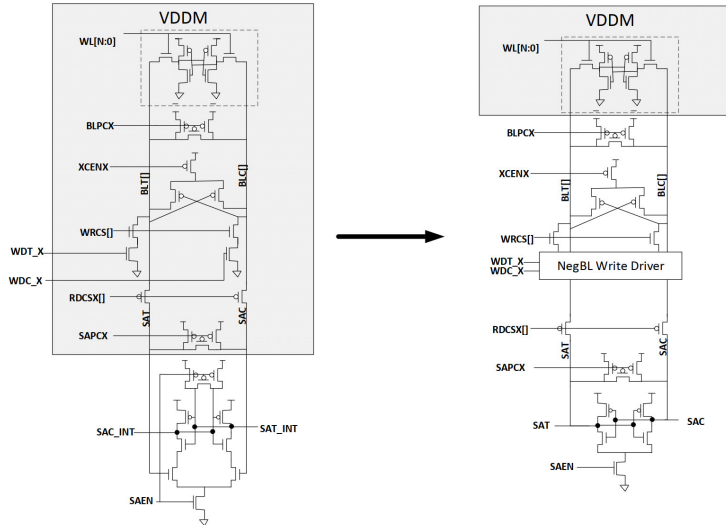 VDDM
WL[N:0]
BLPCX
XCENX
BLT[]
BLC[]
WRCS[]
WDT_X
WDC_X
RDCSX[]
SAT
SAC
SAPCX
SAC_INT
SAT_INT
SAEN
VDDM
WL[N:0]
BLPCX
XCENX
BLT[]
BLC[]
WRCS[]
WDT_X
WDC_X
NegBL Write Driver
RDCSX[]
SAT
SAC
SAPCX
SAT
SAC
SAEN